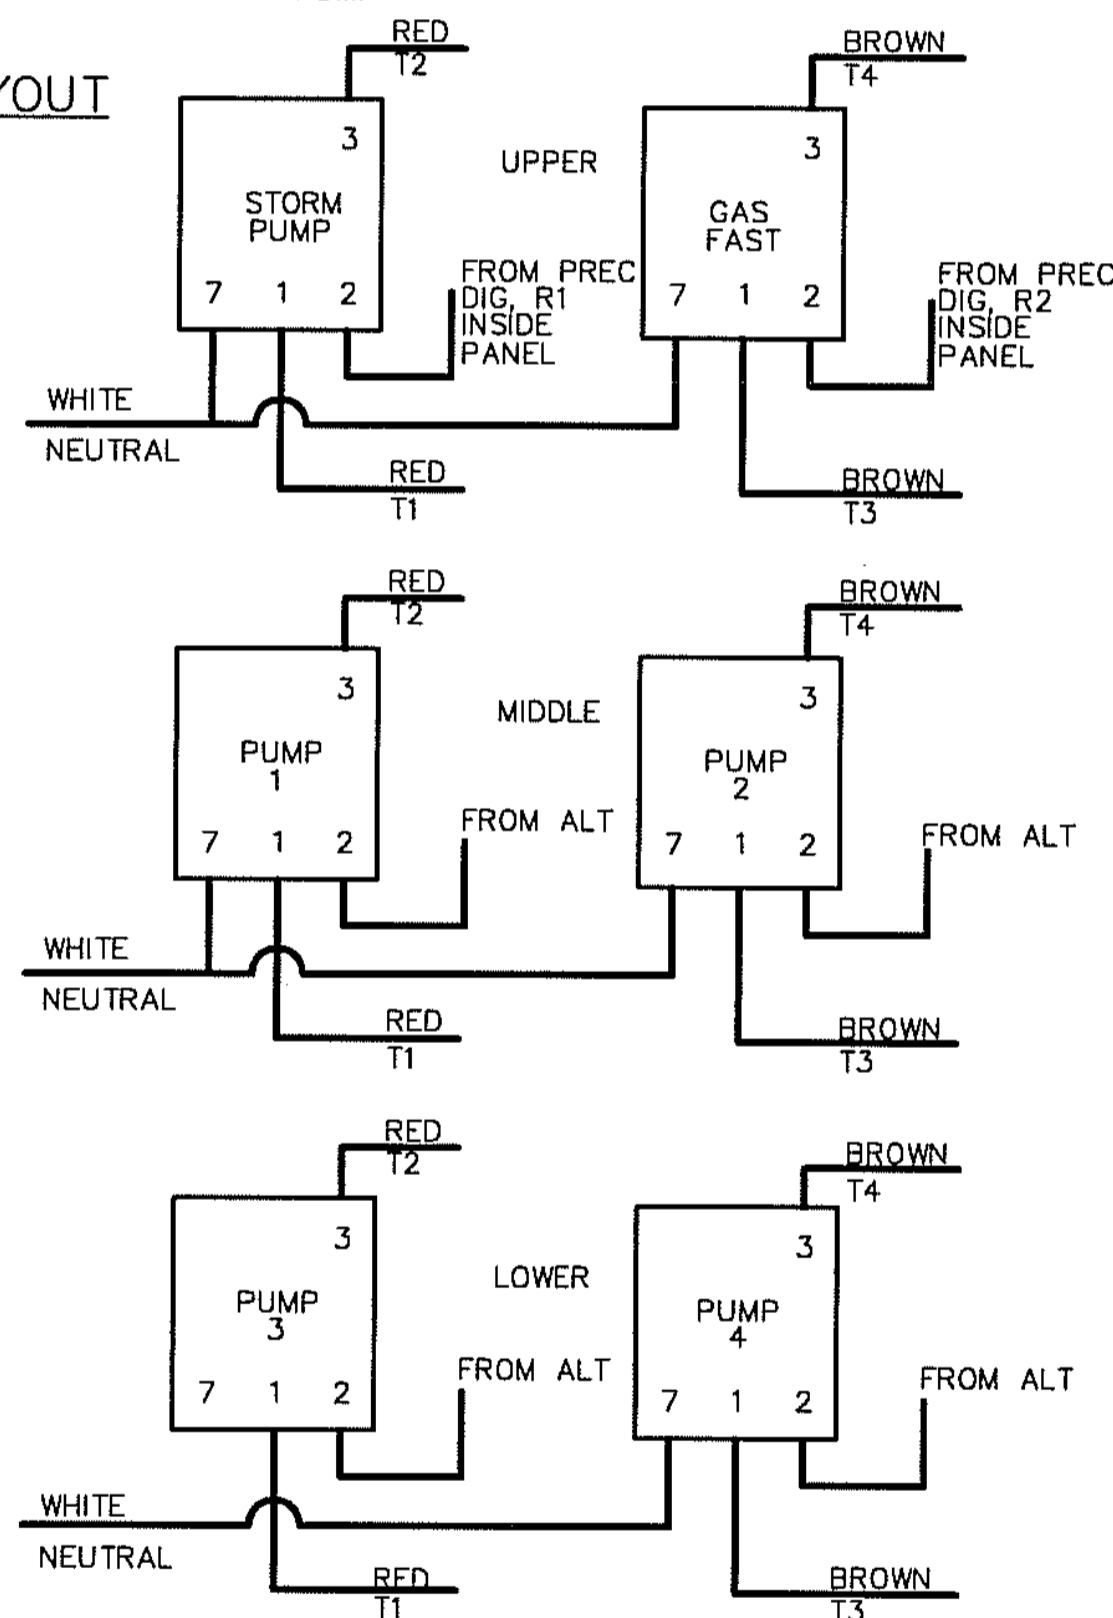 RED
T2
BROWN
T4
YOUT
3
3
UPPER
STORM
PUMP
GAS
FAST
7 1 2
FROM PREC
DIG, R1
INSIDE
PANEL
7 1 2
FROM PREC
DIG, R2
INSIDE
PANEL
WHITE
NEUTRAL
RED
T1
BROWN
T3
RED
T2
BROWN
T4
3
3
MIDDLE
PUMP
1
PUMP
2
7 1 2
FROM ALT
7 1 2
FROM ALT
WHITE
NEUTRAL
RED
T1
BROWN
T3
RED
T2
BROWN
T4
3
3
LOWER
PUMP
3
PUMP
4
7 1 2
FROM ALT
7 1 2
FROM ALT
WHITE
NEUTRAL
RED
T1
BROWN
T3